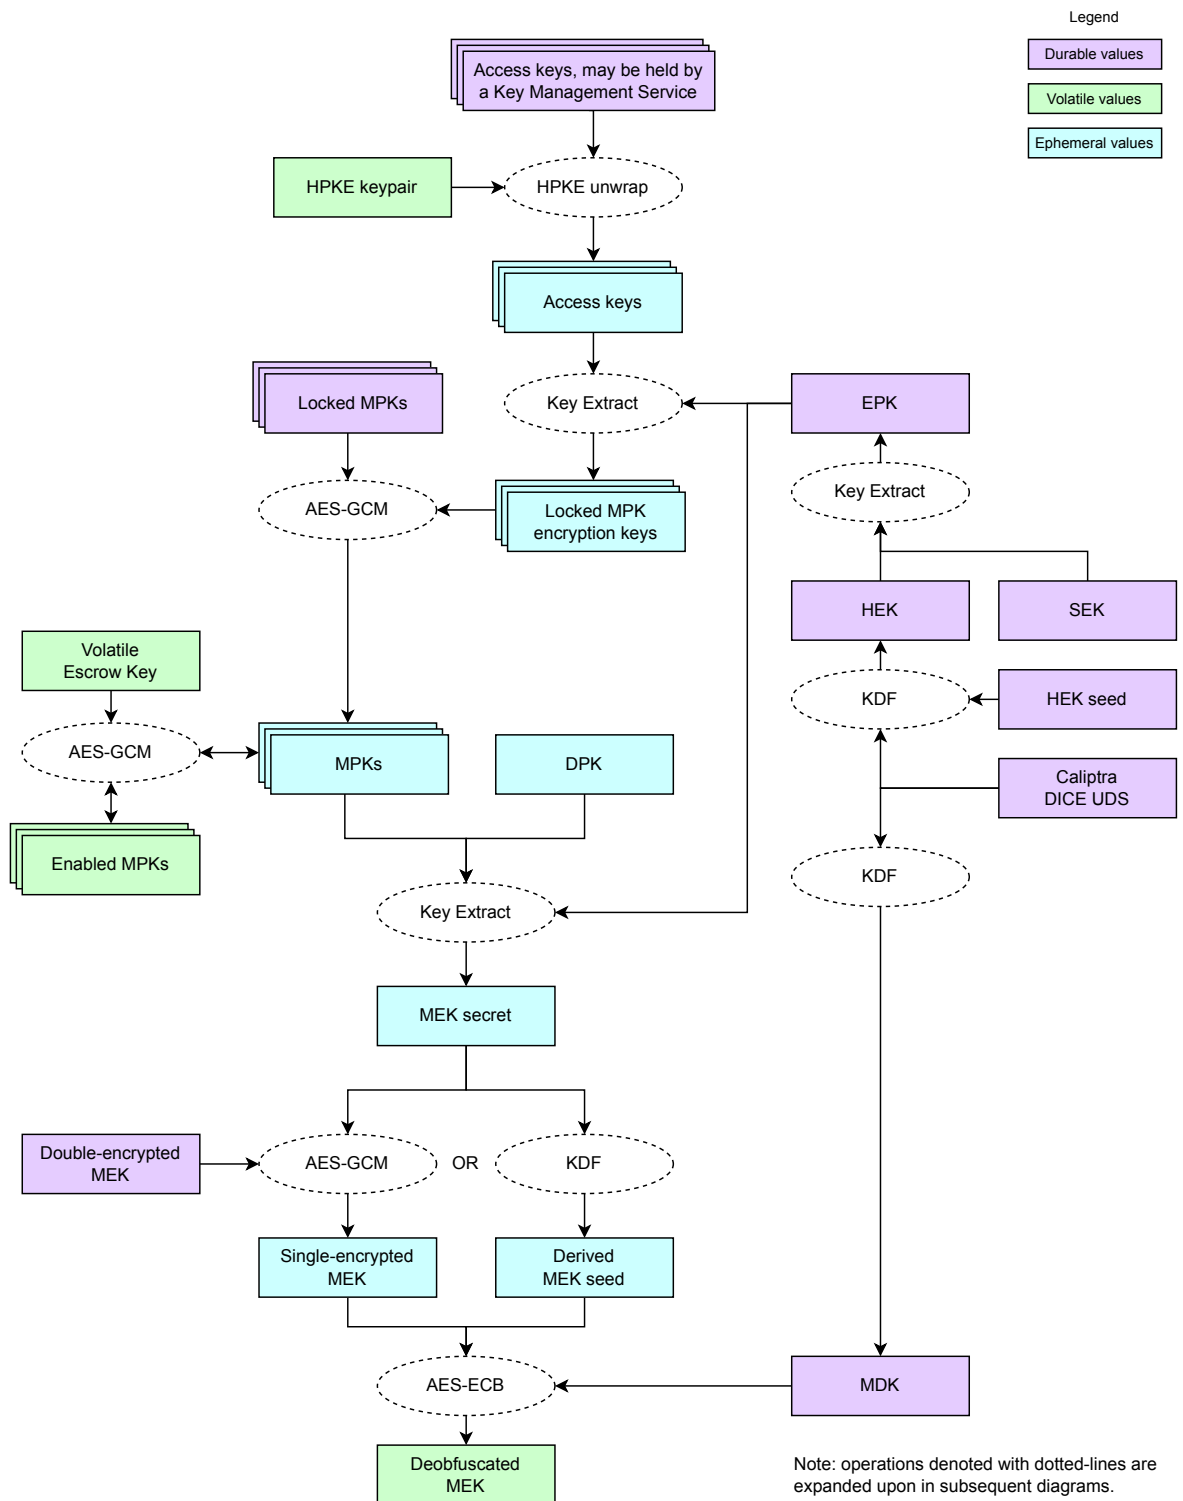 Legend
Durable values
Volatile values
Ephemeral values
Access keys, may be held by
a Key Management Service
HPKE keypair
HPKE unwrap
Access keys
Locked MPKs
Key Extract
EPK
Key Extract
AES-GCM
Locked MPK
encryption keys
HEK
SEK
Volatile
Escrow Key
KDF
HEK seed
AES-GCM
MPKs
DPK
Caliptra
DICE UDS
Enabled MPKs
KDF
Key Extract
MEK secret
Double-encrypted
MEK
AES-GCM
OR
KDF
Single-encrypted
MEK
Derived
MEK seed
AES-ECB
MDK
Deobfuscated
MEK
Note: operations denoted with dotted-lines are
expanded upon in subsequent diagrams.